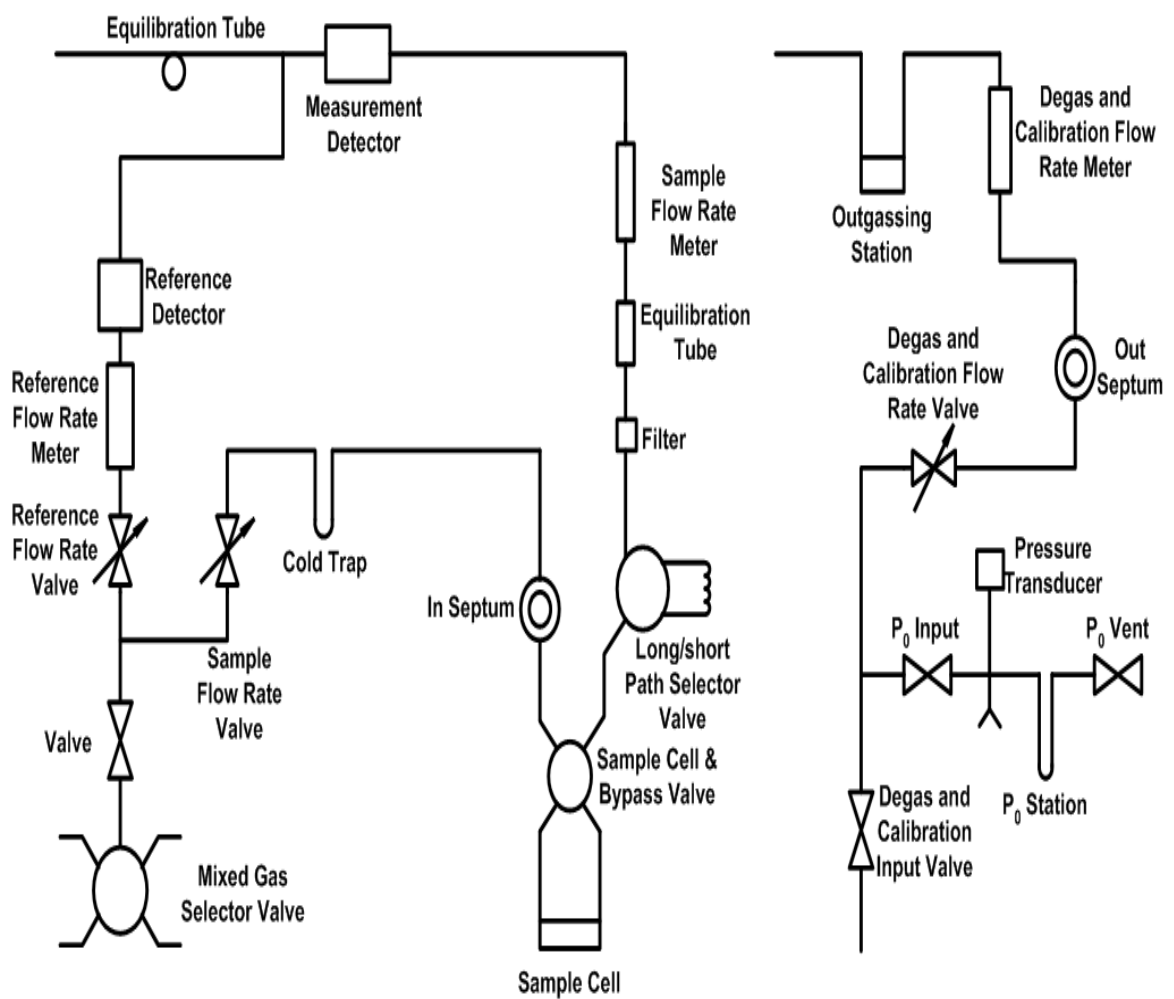 Equilibration Tube
Measurement
Detector
Degas and
Calibration Flow
Rate Meter
Sample
Flow Rate
Meter
Outgassing
Station
Reference
Detector
Equilibration
Tube
Degas and
Calibration Flow
Rate Valve
Out
Septum
Reference
Flow Rate
Meter
Filter
Reference
Flow Rate
Valve
Cold Trap
Pressure
Transducer
In Septum
P0 Input
P0 Vent
Sample
Flow Rate
Valve
Long/short
Path Selector
Valve
Valve
Sample Cell &
Bypass Valve
Degas and
Calibration
Input Valve
P0 Station
Mixed Gas
Selector Valve
Sample Cell